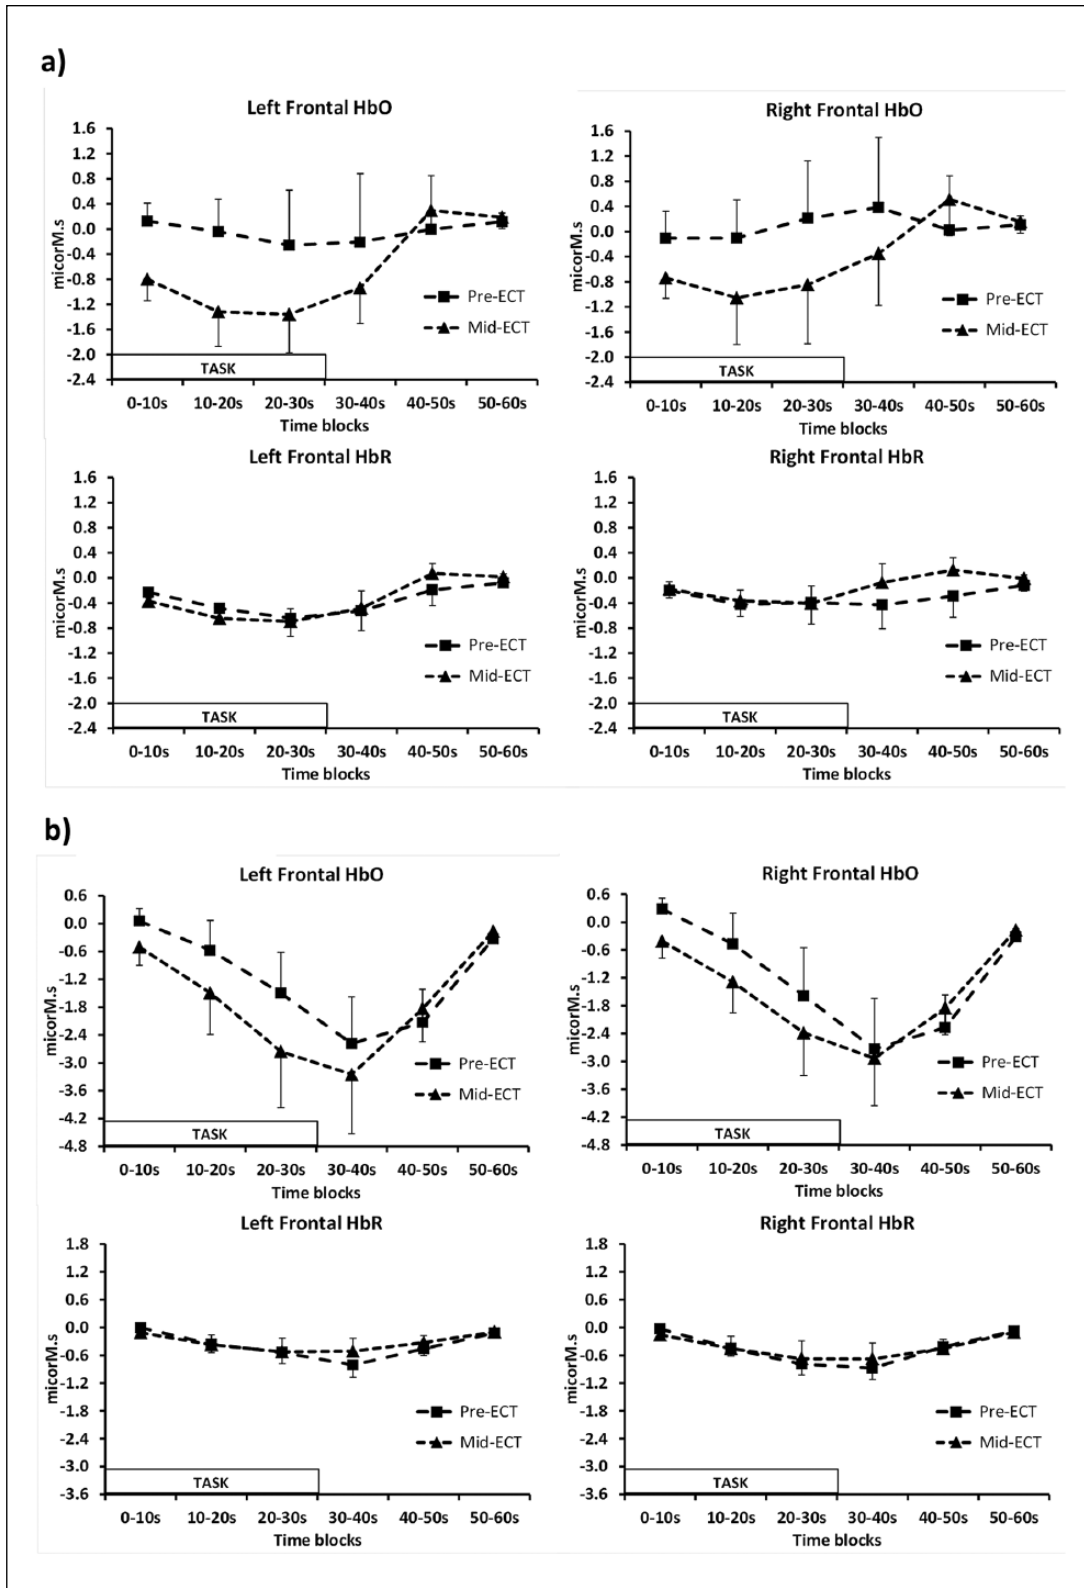 a)
Left Frontal HbO
1.6
1.2
0.8
0.4
0.0
-0.4
-0.8
-1.2
-1.6
-2.0
-2.4
micorM.s
Pre-ECT
Mid-ECT
TASK
0-10s 10-20s 20-30s 30-40s 40-50s 50-60s
Time blocks
Right Frontal HbO
1.6
1.2
0.8
0.4
0.0
-0.4
-0.8
-1.2
-1.6
-2.0
-2.4
micorM.s
Pre-ECT
Mid-ECT
TASK
0-10s 10-20s 20-30s 30-40s 40-50s 50-60s
Time blocks
Left Frontal HbR
1.6
1.2
0.8
0.4
0.0
-0.4
-0.8
-1.2
-1.6
-2.0
-2.4
micorM.s
Pre-ECT
Mid-ECT
TASK
0-10s 10-20s 20-30s 30-40s 40-50s 50-60s
Time blocks
Right Frontal HbR
1.6
1.2
0.8
0.4
0.0
-0.4
-0.8
-1.2
-1.6
-2.0
-2.4
micorM.s
Pre-ECT
Mid-ECT
TASK
0-10s 10-20s 20-30s 30-40s 40-50s 50-60s
Time blocks
b)
Left Frontal HbO
0.6
0.0
-0.6
-1.2
-1.8
-2.4
-3.0
-3.6
-4.2
-4.8
micorM.s
Pre-ECT
Mid-ECT
TASK
0-10s 10-20s 20-30s 30-40s 40-50s 50-60s
Time blocks
Right Frontal HbO
0.6
0.0
-0.6
-1.2
-1.8
-2.4
-3.0
-3.6
-4.2
-4.8
micorM.s
Pre-ECT
Mid-ECT
TASK
0-10s 10-20s 20-30s 30-40s 40-50s 50-60s
Time blocks
Left Frontal HbR
1.8
1.2
0.6
0.0
-0.6
-1.2
-1.8
-2.4
-3.0
-3.6
micorM.s
Pre-ECT
Mid-ECT
TASK
0-10s 10-20s 20-30s 30-40s 40-50s 50-60s
Time blocks
Right Frontal HbR
1.8
1.2
0.6
0.0
-0.6
-1.2
-1.8
-2.4
-3.0
-3.6
micorM.s
Pre-ECT
Mid-ECT
TASK
0-10s 10-20s 20-30s 30-40s 40-50s 50-60s
Time blocks